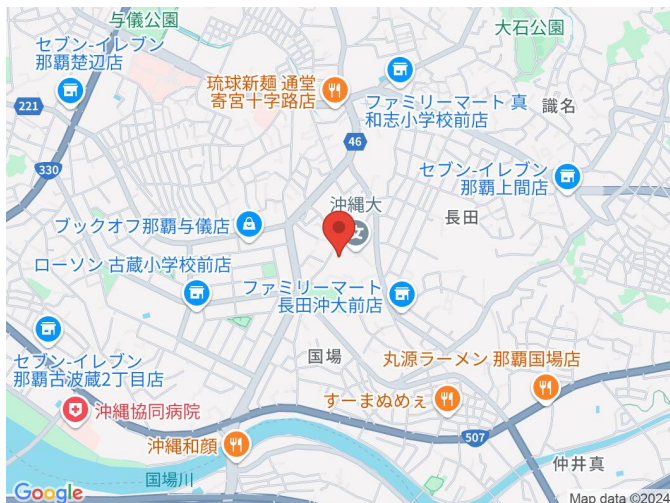 与儀公園
大石公園
セブン-イレブン
那覇楚辺店
琉球新麺 通堂
寄宮十字路店
ファミリーマート 真
和志小学校前店
221
識名
46
330
セブン-イレブン
那覇上間店
沖縄大
長田
ブックオフ那覇与儀店
ローソン 古蔵小学校前店
ファミリーマート
長田沖大前店
国場
丸源ラーメン 那覇国場店
セブン-イレブン
那覇古波蔵2丁目店
すーまぬめぇ
沖縄協同病院
沖縄和顔
507
仲井真
国場川
Google
Map data ©2024